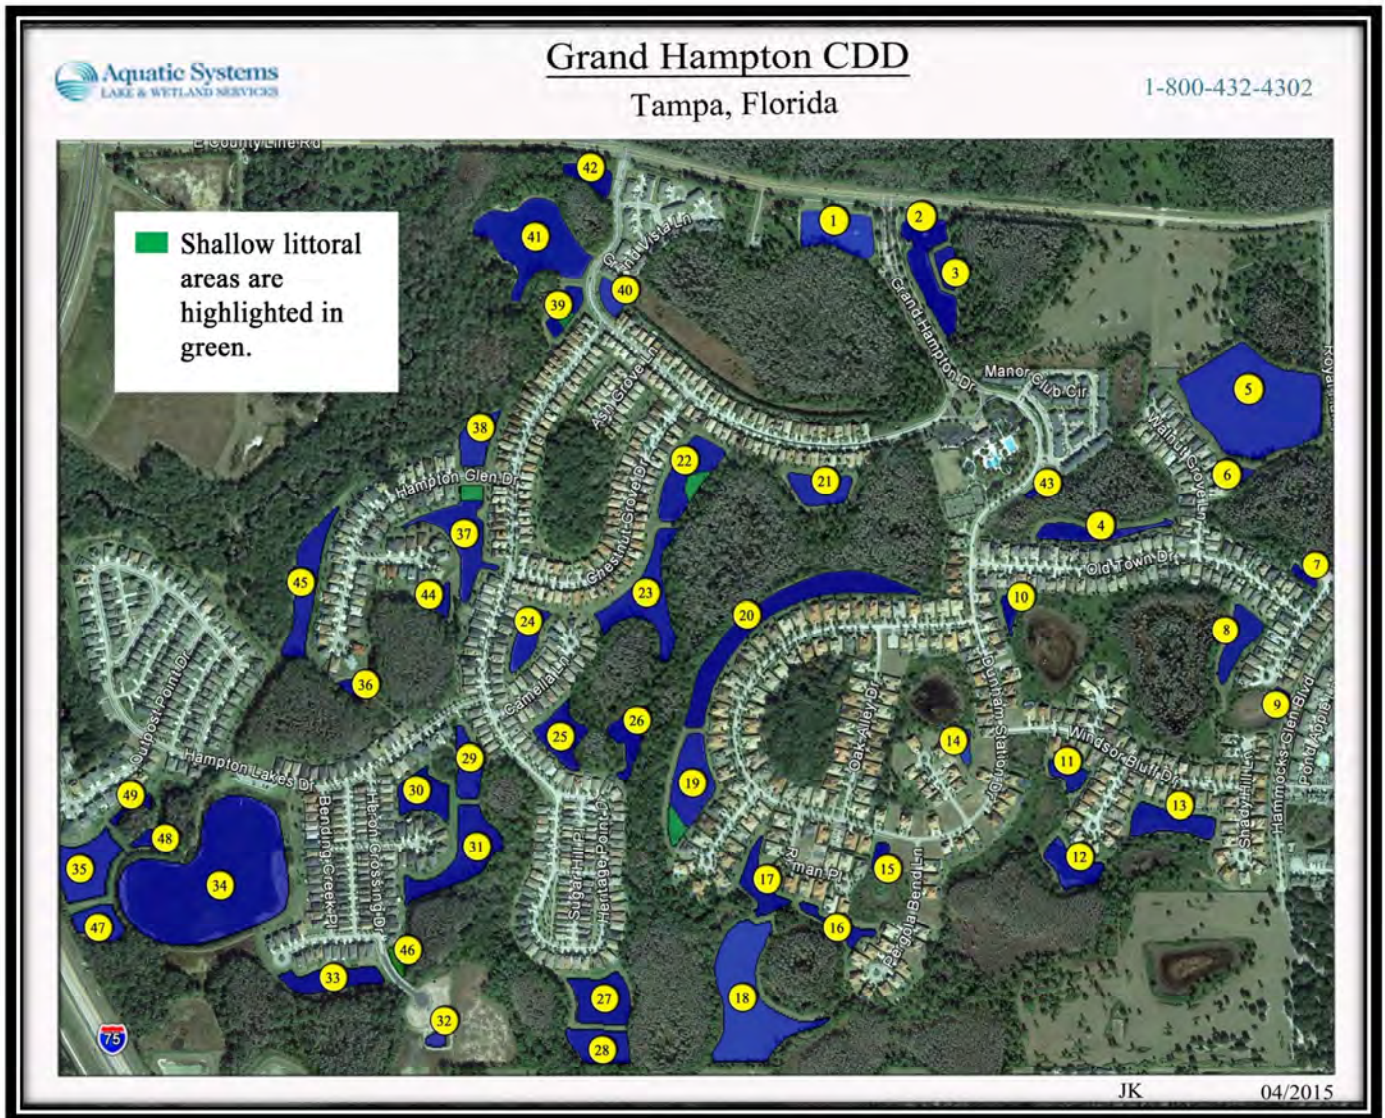 Aquatic Systems
LAKE & WETLAND SERVICES
Grand Hampton CDD
Tampa, Florida
1-800-432-4302
E County Line Rd
Shallow littoral
areas are
highlighted in
green.
42
41
1
2
3
Grand Vista Ln
40
39
Grand Hampton Dr
Manor Club Cir
5
Ash Grove Ln
Walnut Grove Ln
38
22
21
6
43
Hampton Glen Dr
Chestnut Grove Dr
37
4
Old Town Dr
7
45
44
23
20
10
8
24
36
Camelia Ln
Outpost Point Dr
Oak Alley Dr
Dunham Station Dr
9
25
26
14
Windsor Bluff Dr
Hammocks Glen Blvd
29
11
Hampton Lakes Dr
30
19
13
49
48
Bending Creek Pl
Heron Crossing Dr
31
Sugar Hill Pl
Heritage Point Ct
Shady Hill Ln
12
35
34
17
15
Pergola Bend Ln
47
16
46
33
27
18
32
28
75
JK
04/2015